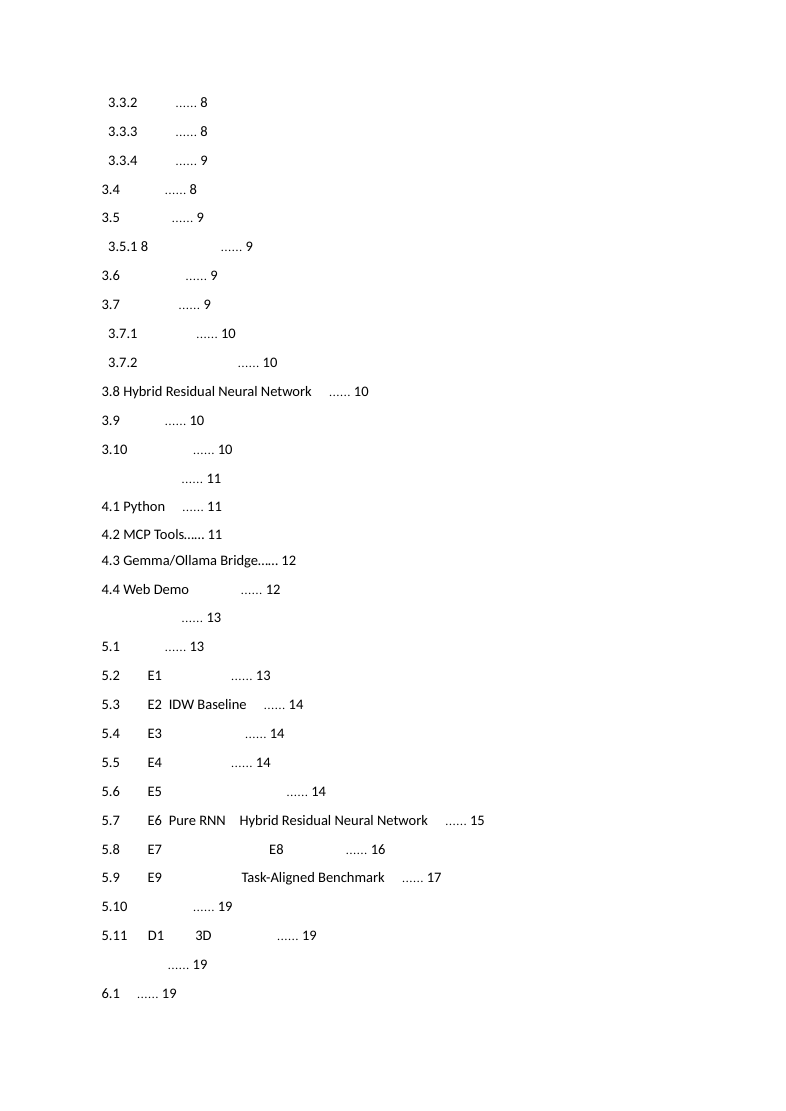 3.3.2 ...... 8
3.3.3 ...... 8
3.3.4 ...... 9
3.4 ...... 8
3.5 ...... 9
3.5.1 8 ...... 9
3.6 ...... 9
3.7 ...... 9
3.7.1 ...... 10
3.7.2 ...... 10
3.8 Hybrid Residual Neural Network ...... 10
3.9 ...... 10
3.10 ...... 10
...... 11
4.1 Python ...... 11
4.2 MCP Tools...... 11
4.3 Gemma/Ollama Bridge...... 12
4.4 Web Demo ...... 12
...... 13
5.1 ...... 13
5.2 E1 ...... 13
5.3 E2 IDW Baseline ...... 14
5.4 E3 ...... 14
5.5 E4 ...... 14
5.6 E5 ...... 14
5.7 E6 Pure RNN Hybrid Residual Neural Network ...... 15
5.8 E7 E8 ...... 16
5.9 E9 Task-Aligned Benchmark ...... 17
5.10 ...... 19
5.11 D1 3D ...... 19
...... 19
6.1 ...... 19